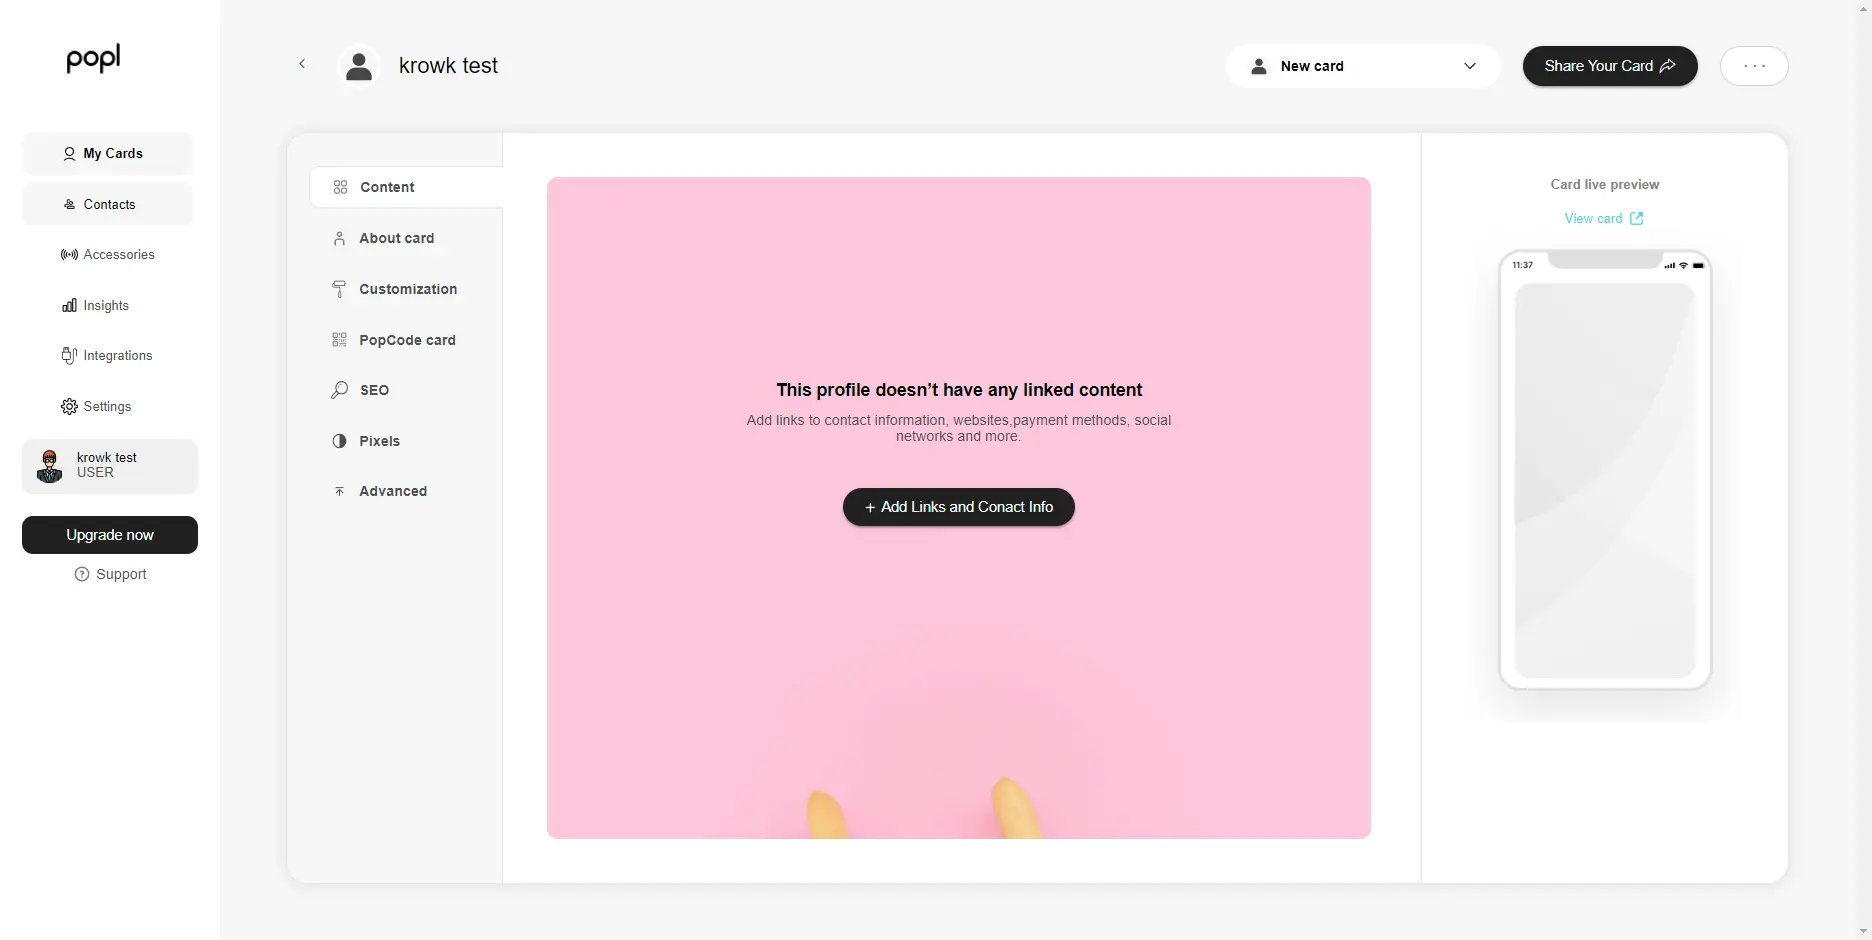 popl
krowk test
New card
Share Your Card
My Cards
Contacts
Accessories
Insights
Integrations
Settings
krowk test
USER
Upgrade now
Support
Content
About card
Customization
PopCode card
SEO
Pixels
Advanced
This profile doesn’t have any linked content
Add links to contact information, websites,payment methods, social
networks and more.
+ Add Links and Conact Info
Card live preview
View card
11:37